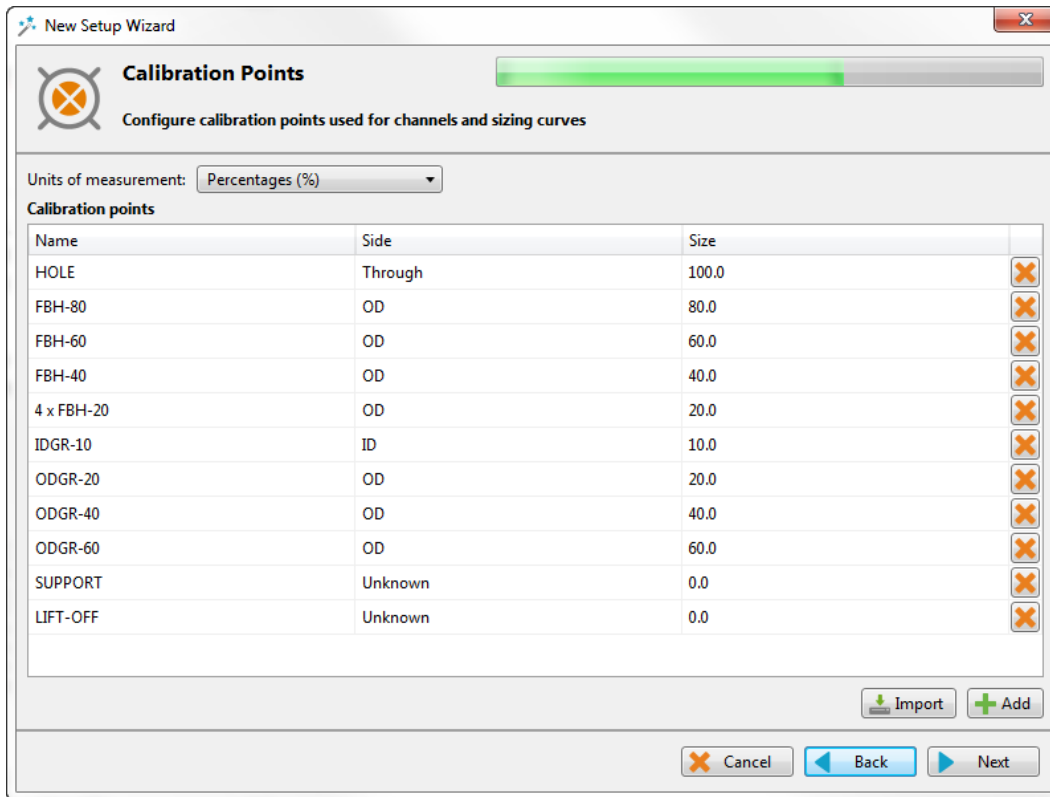 New Setup Wizard
Calibration Points
Configure calibration points used for channels and sizing curves
Units of measurement: Percentages (%)
Calibration points
Name Side Size
HOLE Through 100.0
FBH-80 OD 80.0
FBH-60 OD 60.0
FBH-40 OD 40.0
4 x FBH-20 OD 20.0
IDGR-10 ID 10.0
ODGR-20 OD 20.0
ODGR-40 OD 40.0
ODGR-60 OD 60.0
SUPPORT Unknown 0.0
LIFT-OFF Unknown 0.0
Import Add
Cancel Back Next